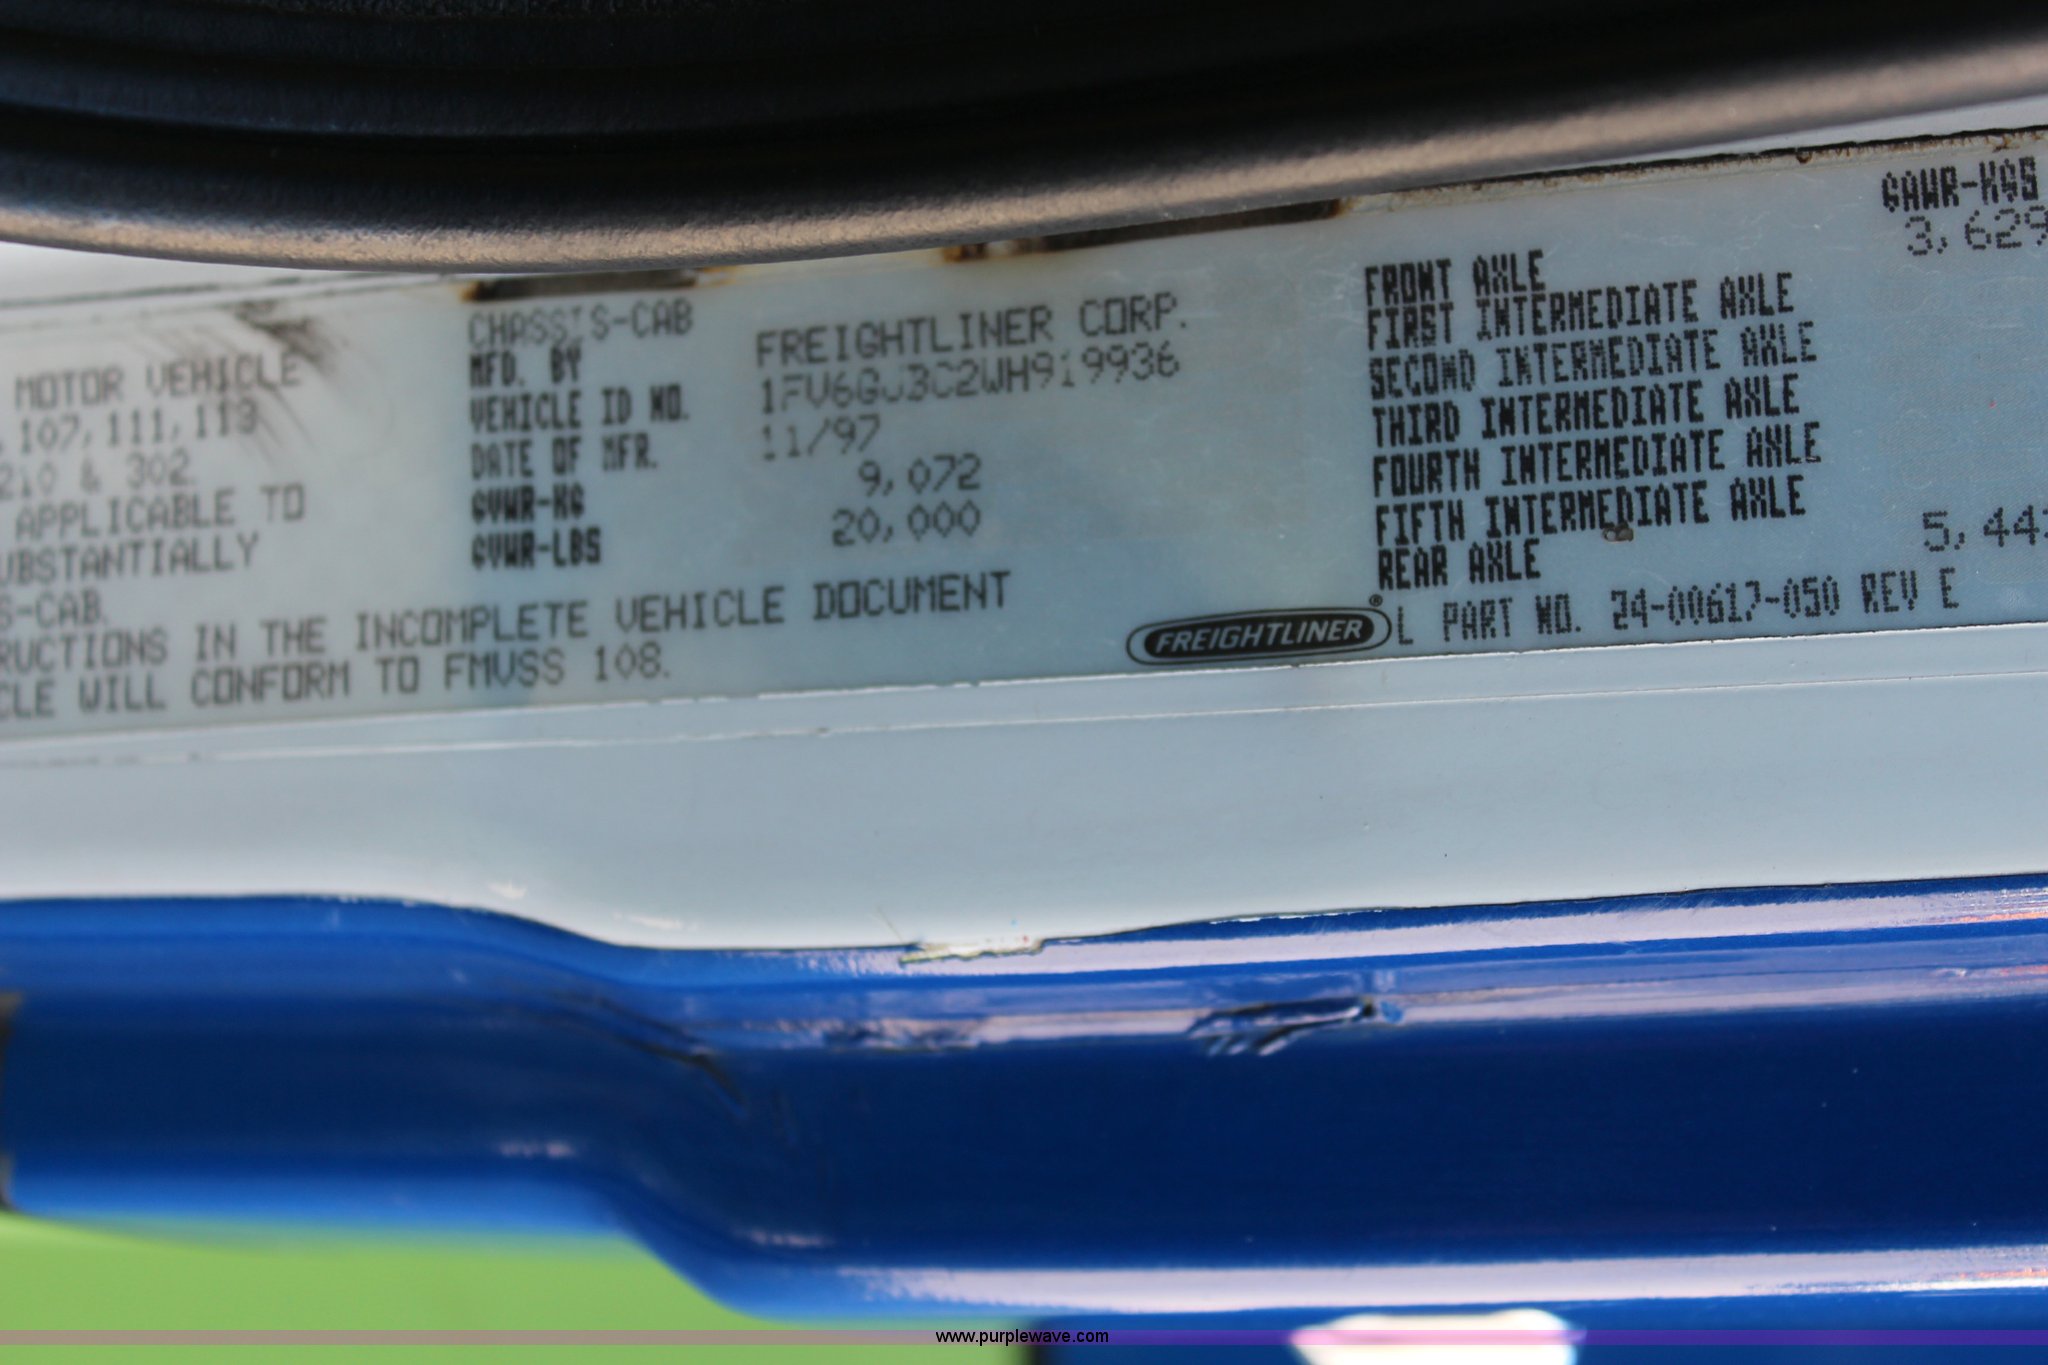 MOTOR VEHICLE
107, 111, 113
210 & 302
APPLICABLE TO
UBSTANTIALLY
S-CAB.
RUCTIONS IN THE INCOMPLETE VEHICLE DOCUMENT
CLE WILL CONFORM TO FMVSS 108.
CHASSIS-CAB
MFD. BY FREIGHTLINER CORP.
VEHICLE ID NO.
DATE OF MFR. 11/97
GVWR-KG 9,072
GVWR-LBS 20,000
FREIGHTLINER®
GAWR-KGS
FRONT AXLE 3,629
FIRST INTERMEDIATE AXLE
SECOND INTERMEDIATE AXLE
THIRD INTERMEDIATE AXLE
FOURTH INTERMEDIATE AXLE
FIFTH INTERMEDIATE AXLE
REAR AXLE 5,44
L PART NO. 24-00617-050 REV E
www.purplewave.com